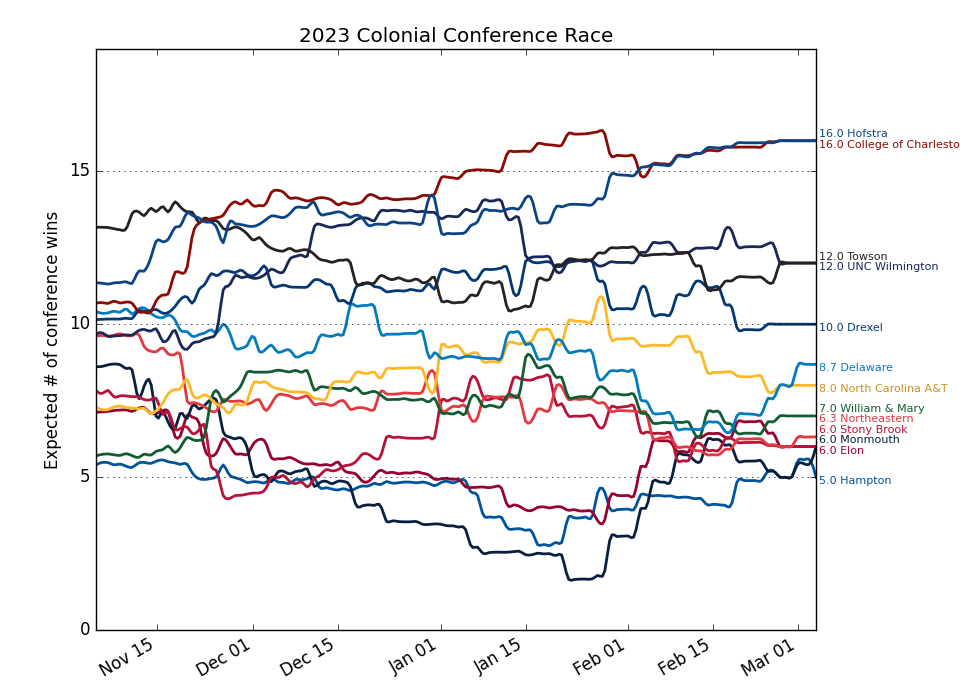 2023 Colonial Conference Race
Expected # of conference wins
15
10
5
0
Nov 15
Dec 01
Dec 15
Jan 01
Jan 15
Feb 01
Feb 15
Mar 01
16.0 Hofstra
16.0 College of Charlesto
12.0 Towson
12.0 UNC Wilmington
10.0 Drexel
8.7 Delaware
8.0 North Carolina A&T
7.0 William & Mary
6.3 Northeastern
6.0 Stony Brook
6.0 Monmouth
6.0 Elon
5.0 Hampton